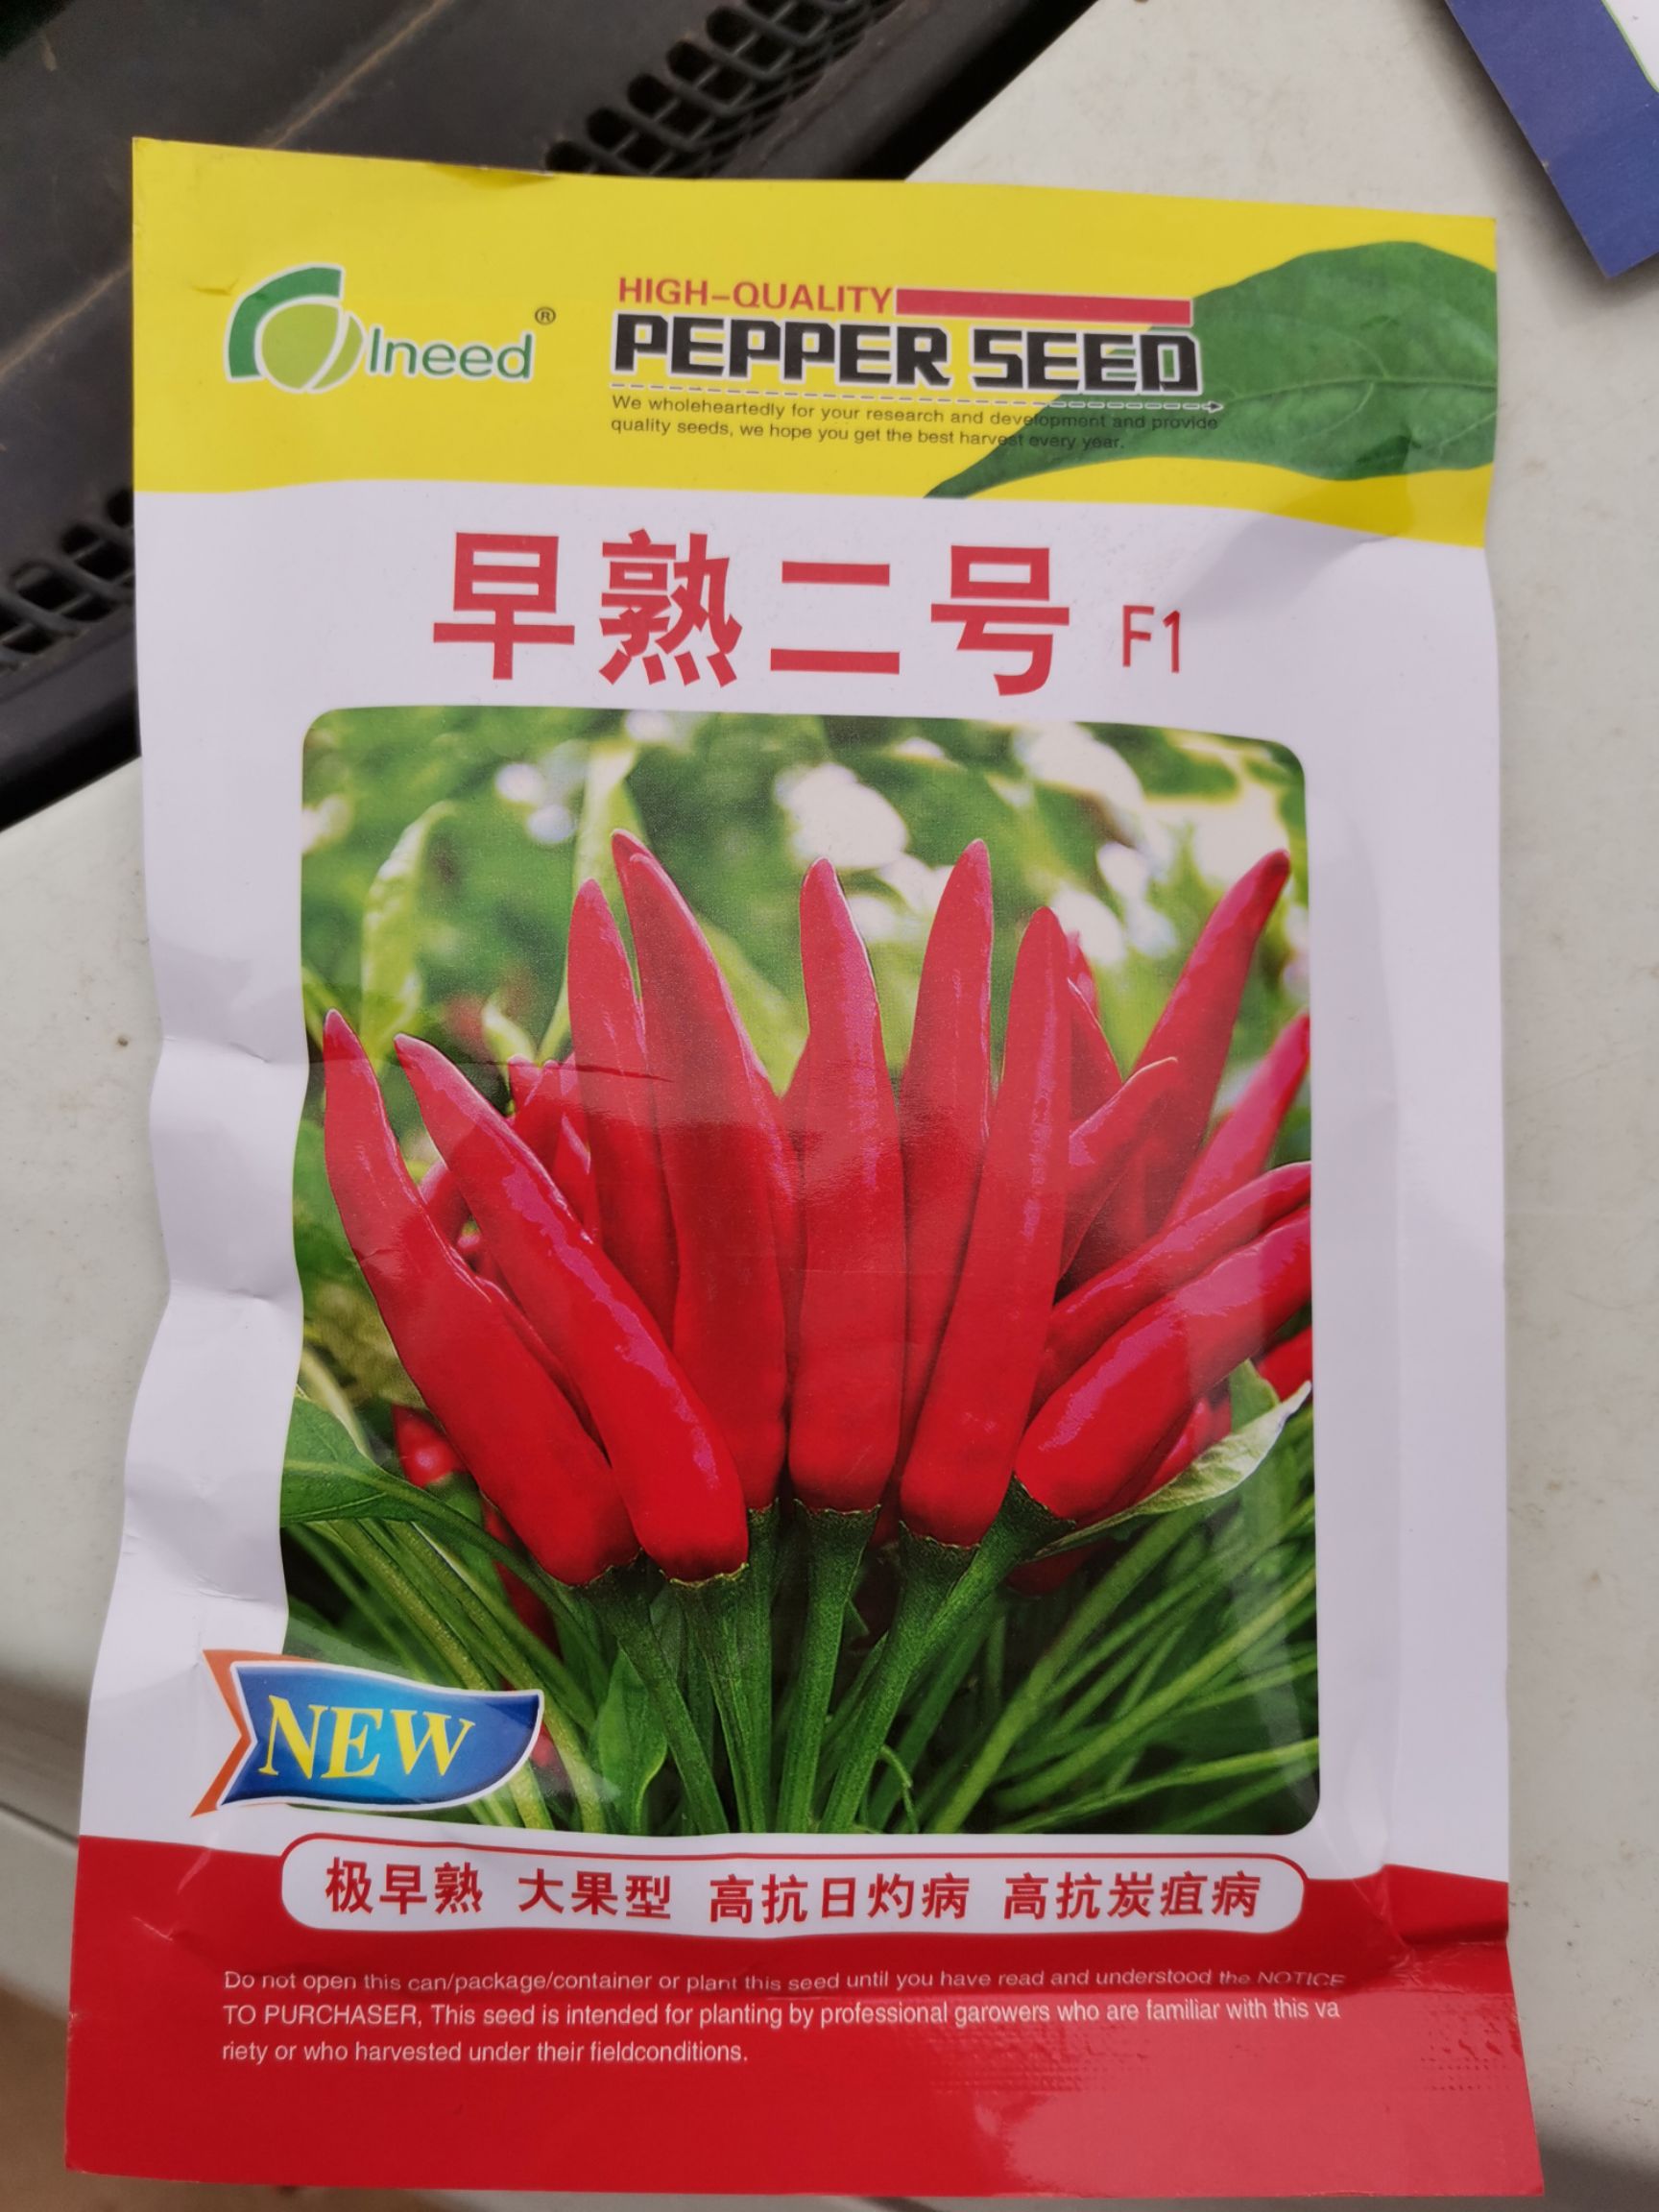 Ineed®
HIGH-QUALITY
PEPPER SEED
We wholeheartedly for your research and development and provide
quality seeds, we hope you get the best harvest every year.
早熟二号 F1
NEW
极早熟 大果型 高抗日灼病 高抗炭疽病
Do not open this can/package/container or plant this seed until you have read and understood the NOTICE
TO PURCHASER, This seed is intended for planting by professional garowers who are familiar with this va
riety or who harvested under their fieldconditions.